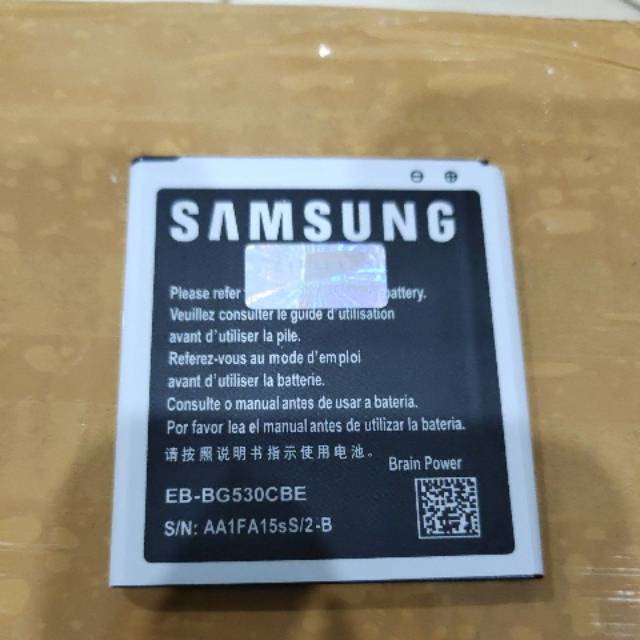 ⊖ ⊕
SAMSUNG
Please refer battery.
Veuillez consulter le guide d'utilisation
avant d'utiliser la pile.
Referez-vous au mode d'emploi
avant d'utiliser la batterie.
Consulte o manual antes de usar a bateria.
Por favor lea el manual antes de utilizar la bateria.
请按照说明书指示使用电池。
Brain Power
EB-BG530CBE
S/N: AA1FA15sS/2-B